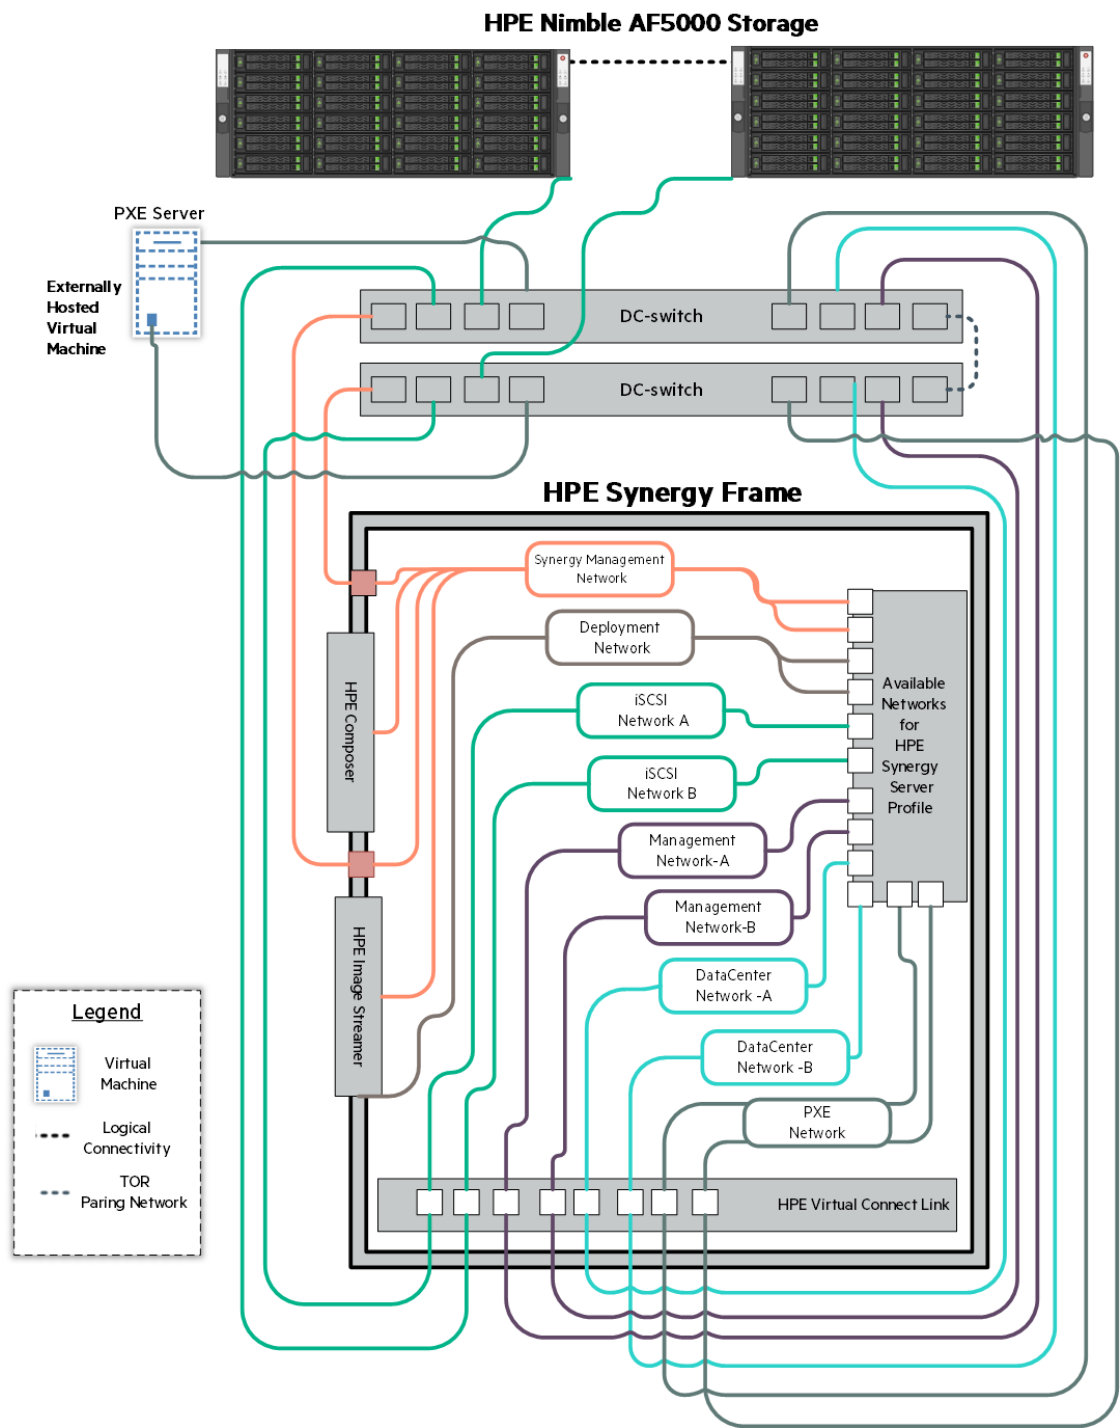 HPE Nimble AF5000 Storage
PXE Server
Externally
Hosted
Virtual
Machine
DC-switch
DC-switch
HPE Synergy Frame
Synergy Management
Network
Deployment
Network
iSCSI
Network A
iSCSI
Network B
Management
Network-A
Management
Network-B
DataCenter
Network -A
DataCenter
Network -B
PXE
Network
Available
Networks
for
HPE
Synergy
Server
Profile
HPE Composer
HPE Image Streamer
HPE Virtual Connect Link
Legend
Virtual
Machine
Logical
Connectivity
TOR
Paring Network